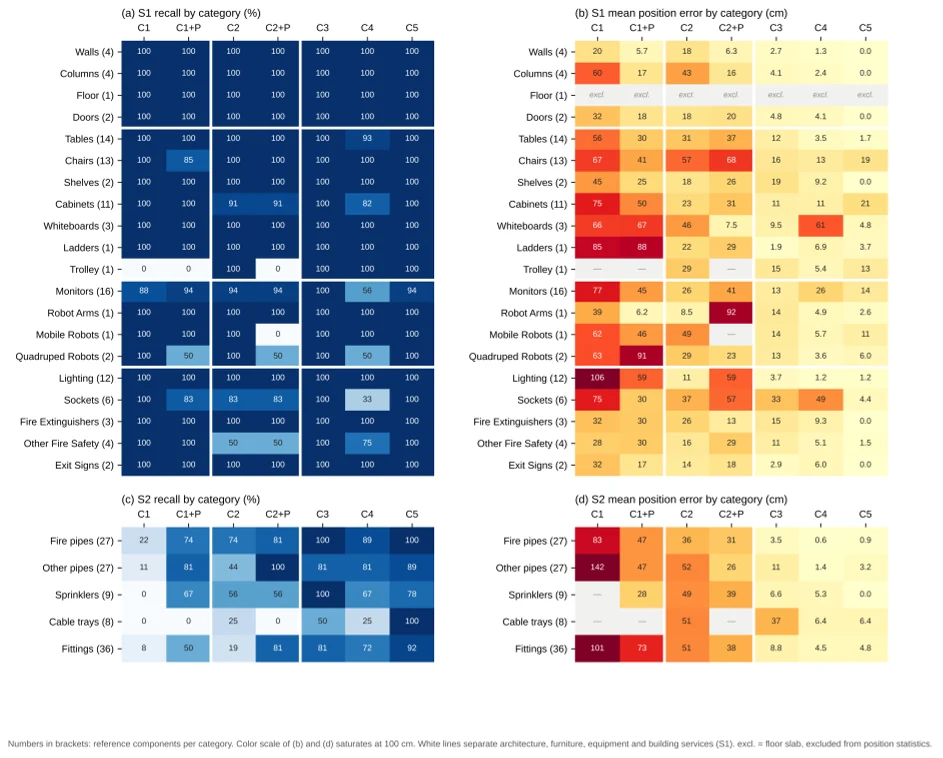 (a) S1 recall by category (%)
C1 C1+P C2 C2+P C3 C4 C5
Walls (4) 100 100 100 100 100 100 100
Columns (4) 100 100 100 100 100 100 100
Floor (1) 100 100 100 100 100 100 100
Doors (2) 100 100 100 100 100 100 100
Tables (14) 100 100 100 100 100 93 100
Chairs (13) 100 85 100 100 100 100 100
Shelves (2) 100 100 100 100 100 100 100
Cabinets (11) 100 100 91 91 100 82 100
Whiteboards (3) 100 100 100 100 100 100 100
Ladders (1) 100 100 100 100 100 100 100
Trolley (1) 0 0 100 0 100 100 100
Monitors (16) 88 94 94 94 100 56 94
Robot Arms (1) 100 100 100 100 100 100 100
Mobile Robots (1) 100 100 100 0 100 100 100
Quadruped Robots (2) 100 50 100 50 100 50 100
Lighting (12) 100 100 100 100 100 100 100
Sockets (6) 100 83 83 83 100 33 100
Fire Extinguishers (3) 100 100 100 100 100 100 100
Other Fire Safety (4) 100 100 50 50 100 75 100
Exit Signs (2) 100 100 100 100 100 100 100
(b) S1 mean position error by category (cm)
C1 C1+P C2 C2+P C3 C4 C5
Walls (4) 20 5.7 18 6.3 2.7 1.3 0.0
Columns (4) 60 17 43 16 4.1 2.4 0.0
Floor (1) excl. excl. excl. excl. excl. excl. excl.
Doors (2) 32 18 18 20 4.8 4.1 0.0
Tables (14) 56 30 31 37 12 3.5 1.7
Chairs (13) 67 41 57 68 16 13 19
Shelves (2) 45 25 18 26 19 9.2 0.0
Cabinets (11) 75 50 23 31 11 11 21
Whiteboards (3) 66 67 46 7.5 9.5 61 4.8
Ladders (1) 85 88 22 29 1.9 6.9 3.7
Trolley (1) — — 29 — 15 5.4 13
Monitors (16) 77 45 26 41 13 26 14
Robot Arms (1) 39 6.2 8.5 92 14 4.9 2.6
Mobile Robots (1) 62 46 49 — 14 5.7 11
Quadruped Robots (2) 63 91 29 23 13 3.6 6.0
Lighting (12) 106 59 11 59 3.7 1.2 1.2
Sockets (6) 75 30 37 57 33 49 4.4
Fire Extinguishers (3) 32 30 26 13 15 9.3 0.0
Other Fire Safety (4) 28 30 16 29 11 5.1 1.5
Exit Signs (2) 32 17 14 18 2.9 6.0 0.0
(c) S2 recall by category (%)
C1 C1+P C2 C2+P C3 C4 C5
Fire pipes (27) 22 74 74 81 100 89 100
Other pipes (27) 11 81 44 100 81 81 89
Sprinklers (9) 0 67 56 56 100 67 78
Cable trays (8) 0 0 25 0 50 25 100
Fittings (36) 8 50 19 81 81 72 92
(d) S2 mean position error by category (cm)
C1 C1+P C2 C2+P C3 C4 C5
Fire pipes (27) 83 47 36 31 3.5 0.6 0.9
Other pipes (27) 142 47 52 26 11 1.4 3.2
Sprinklers (9) — 28 49 39 6.6 5.3 0.0
Cable trays (8) — — 51 — 37 6.4 6.4
Fittings (36) 101 73 51 38 8.8 4.5 4.8
Numbers in brackets: reference components per category. Color scale of (b) and (d) saturates at 100 cm. White lines separate architecture, furniture, equipment and building services (S1). excl. = floor slab, excluded from position statistics.